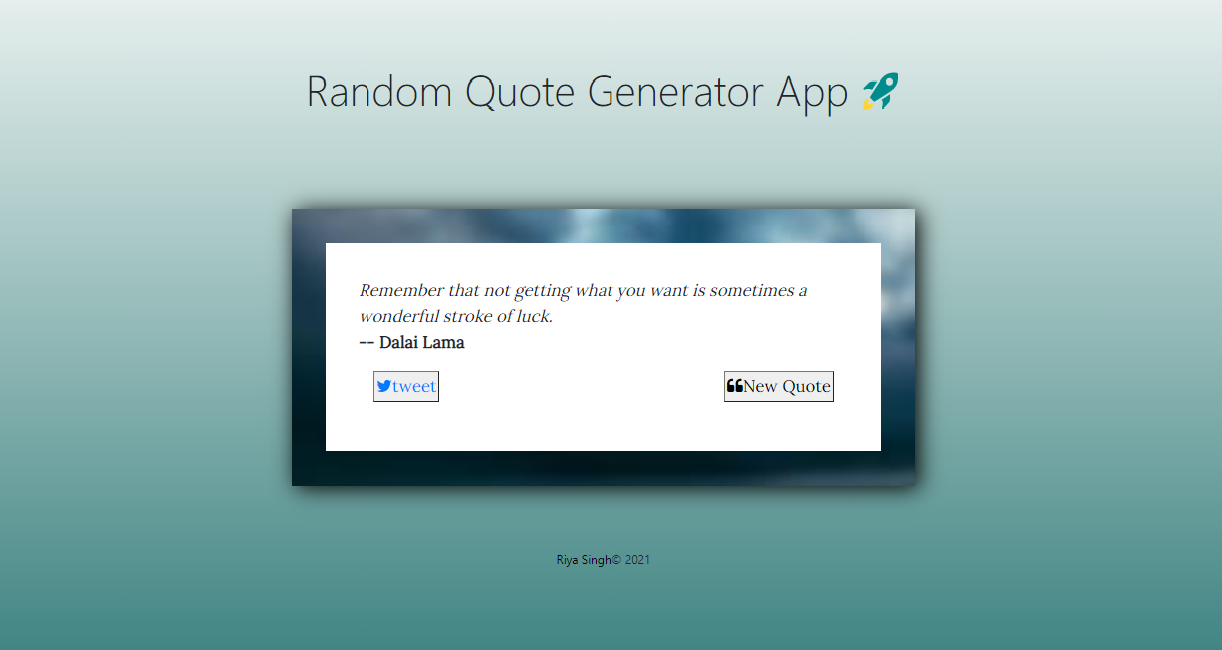 Random Quote Generator App
Remember that not getting what you want is sometimes a
wonderful stroke of luck.
-- Dalai Lama
tweet
New Quote
Riya Singh© 2021